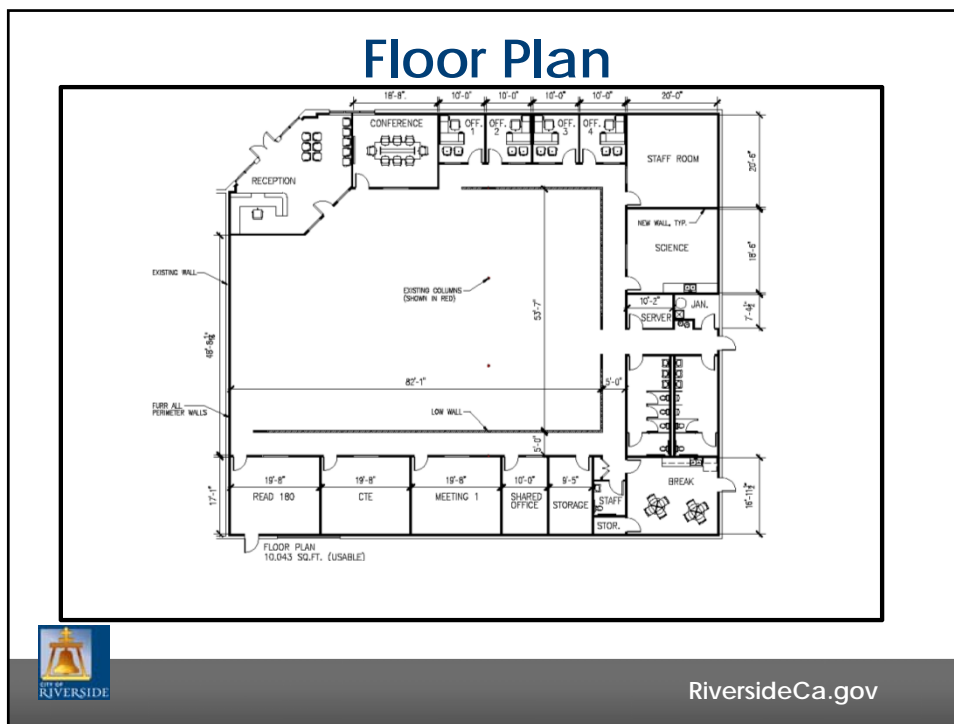 Floor Plan
18'-8".
10'-0"
10'-0"
10'-0"
10'-0"
20'-0"
CONFERENCE
OFF.
1
OFF.
2
OFF.
3
OFF.
4
STAFF ROOM
20'-6"
RECEPTION
NEW WALL, TYP.
SCIENCE
18'-6"
EXISTING WALL
EXISTING COLUMNS
(SHOWN IN RED)
10'-2"
SERVER
JAN.
7'-4½"
53'-7"
48'-8½"
82'-1"
5'-0"
FURR ALL
PERIMETER WALLS
LOW WALL
5'-0"
19'-8"
READ 180
19'-8"
CTE
19'-8"
MEETING 1
10'-0"
SHARED
OFFICE
9'-5"
STORAGE
STAFF
STOR.
BREAK
17'-1"
16'-11½"
FLOOR PLAN
10,043 SQ.FT. (USABLE)
CITY OF
RIVERSIDE
RiversideCa.gov